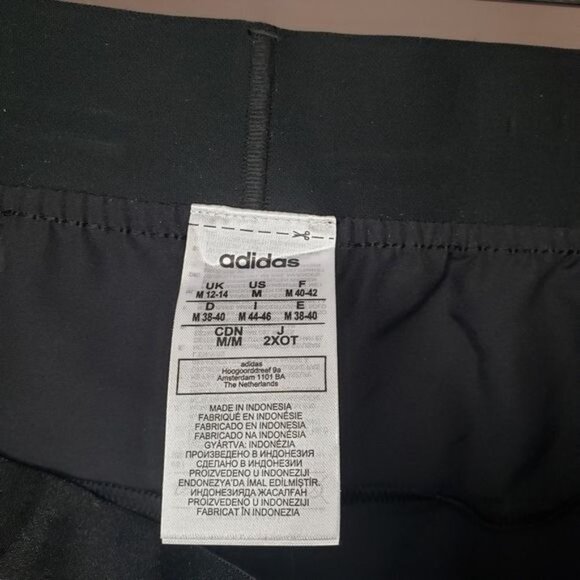 adidas
UK US F
M 12-14 M M 40-42
D I E
M 38-40 M 44-46 M 38-40
CDN J
M/M 2XOT
adidas
Hoogoorddreef 9a
Amsterdam 1101 BA
The Netherlands
MADE IN INDONESIA
FABRIQUÉ EN INDONÉSIE
FABRICADO EN INDONESIA
FABRICADO NA INDONÉSIA
GYÁRTVA: INDONÉZIA
ПРОИЗВЕДЕНО В ИНДОНЕЗИЯ
СДЕЛАНО В ИНДОНЕЗИИ
PROIZVEDENO U INDONEZIJI
ENDONEZYA'DA İMAL EDİLMİŞTİR.
ИНДОНЕЗИЯДА ЖАСАЛҒАН
PROIZVEDENO U INDONEZIJI
FABRICAT ÎN INDONEZIA